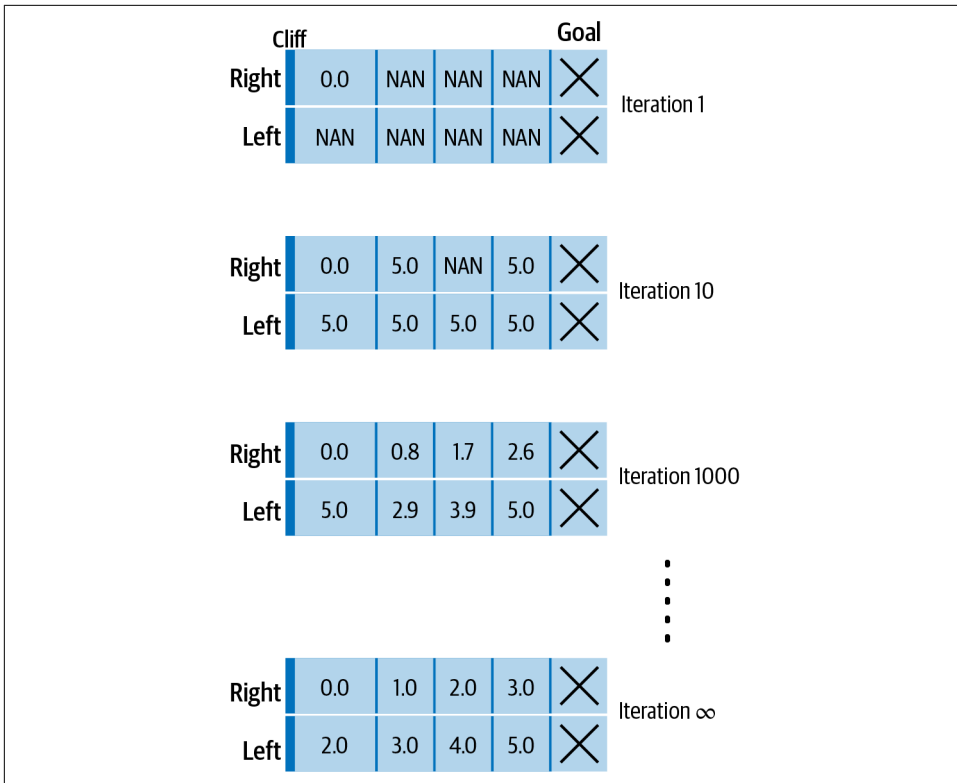 Cliff Goal
Right 0.0 NAN NAN NAN
Iteration 1
Left NAN NAN NAN NAN
Right 0.0 5.0 NAN 5.0
Iteration 10
Left 5.0 5.0 5.0 5.0
Right 0.0 0.8 1.7 2.6
Iteration 1000
Left 5.0 2.9 3.9 5.0
Right 0.0 1.0 2.0 3.0
Iteration ∞
Left 2.0 3.0 4.0 5.0